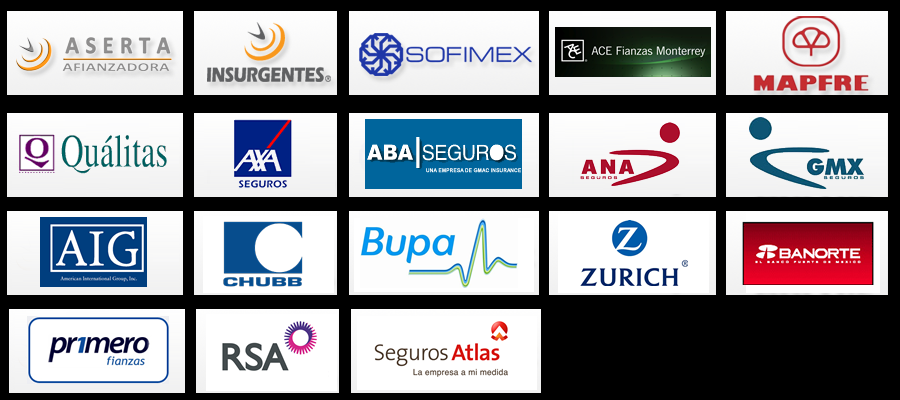 ASERTA
AFIANZADORA
INSURGENTES®
SOFIMEX
ACE Fianzas Monterrey
MAPFRE
Q Quálitas
AXA
SEGUROS
ABA|SEGUROS
UNA EMPRESA DE GMAC INSURANCE
ANA
SEGUROS
GMX
SEGUROS
AIG
American International Group, Inc.
CHUBB
Bupa
Z
ZURICH®
BANORTE
EL BANCO FUERTE DE MÉXICO
pr1mero
fianzas
RSA
Seguros Atlas
La empresa a mi medida